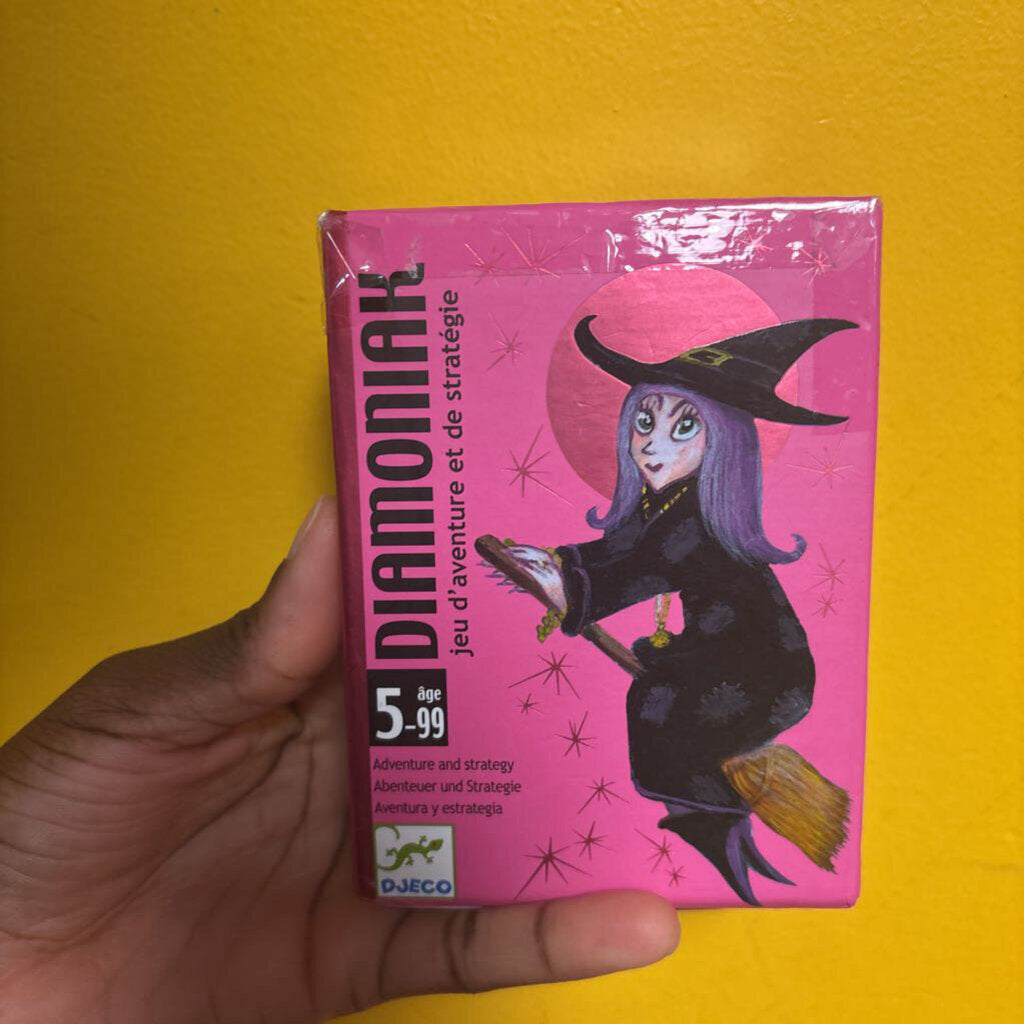 DIAMONIAK
jeu d'aventure et de stratégie
âge
5-99
Adventure and strategy
Abenteuer und Strategie
Aventura y estrategia
DJECO